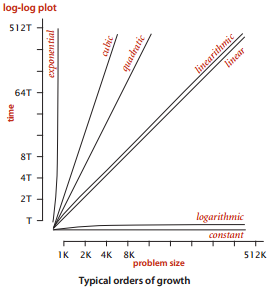 log-log plot
512T
exponential
cubic
quadratic
linearithmic
linear
64T
time
8T
4T
2T
T
logarithmic
constant
1K 2K 4K 8K 512K
problem size
Typical orders of growth